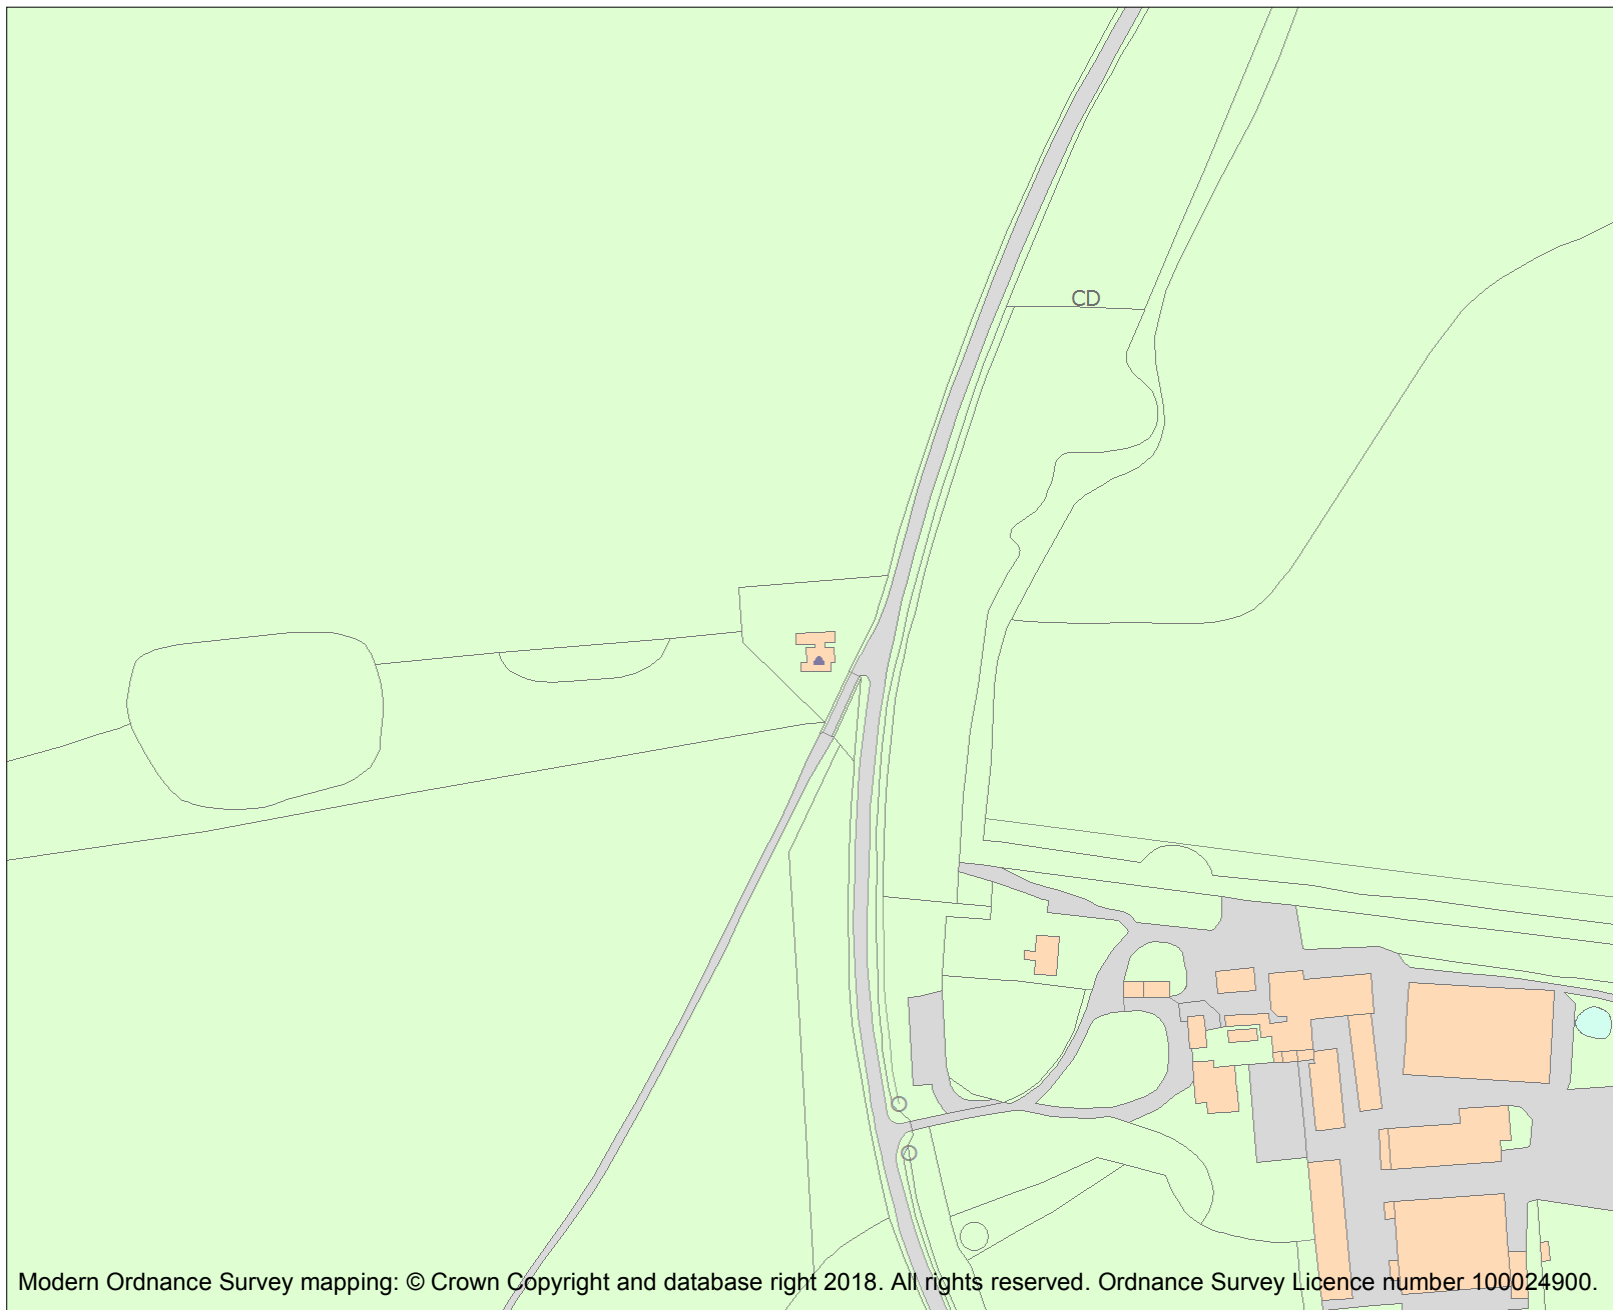 CD
Modern Ordnance Survey mapping: © Crown Copyright and database right 2018. All rights reserved. Ordnance Survey Licence number 100024900.